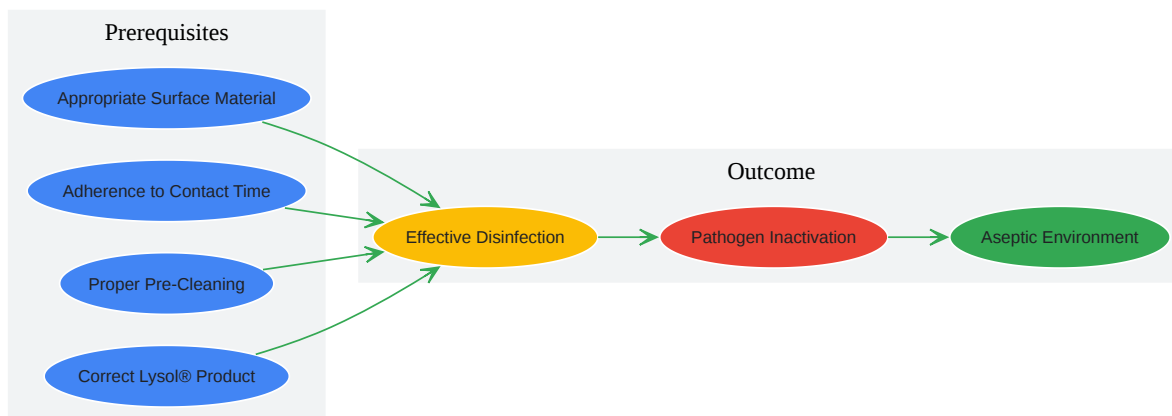 Prerequisites
Appropriate Surface Material
Adherence to Contact Time
Proper Pre-Cleaning
Correct Lysol® Product
Outcome
Effective Disinfection
Pathogen Inactivation
Aseptic Environment